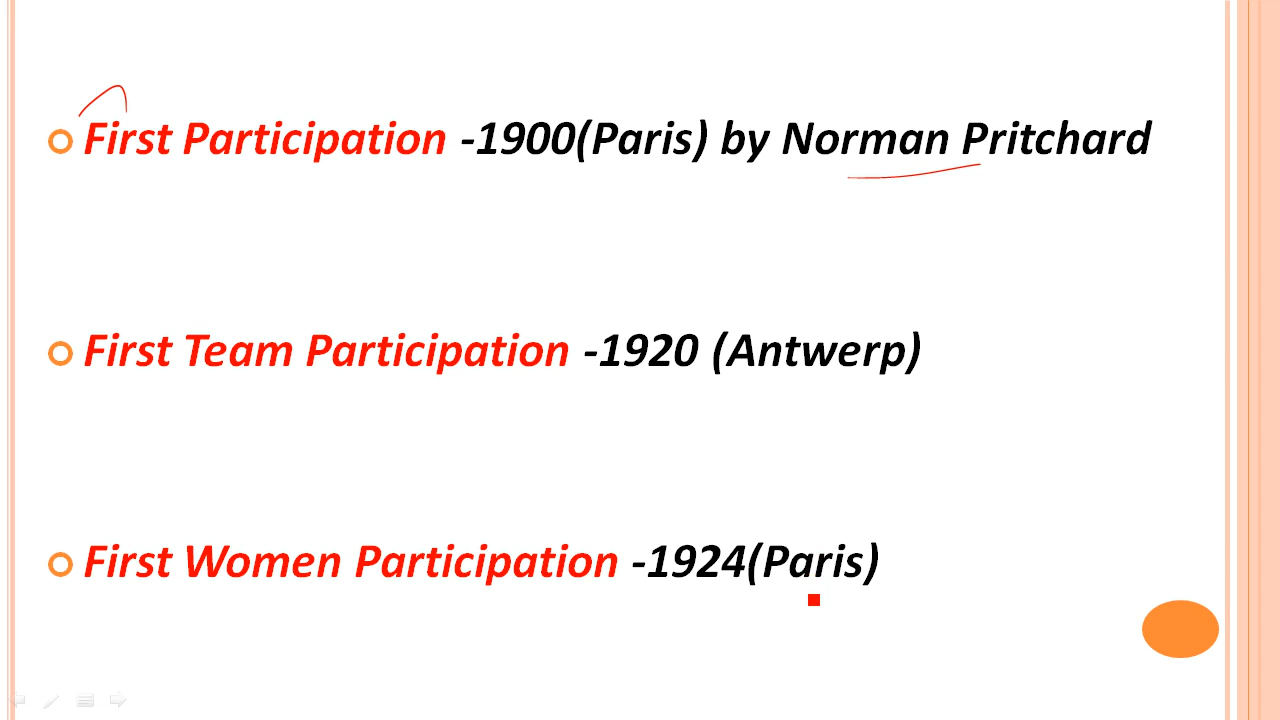 First Participation -1900(Paris) by Norman Pritchard
First Team Participation -1920 (Antwerp)
First Women Participation -1924(Paris)